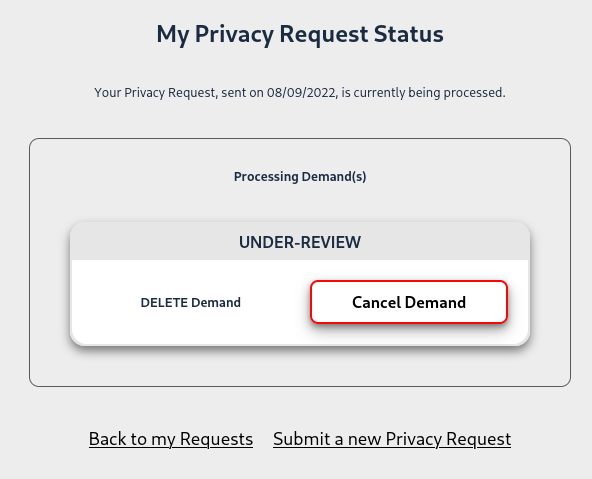 My Privacy Request Status
Your Privacy Request, sent on 08/09/2022, is currently being processed.
Processing Demand(s)
UNDER-REVIEW
DELETE Demand
Cancel Demand
Back to my Requests
Submit a new Privacy Request